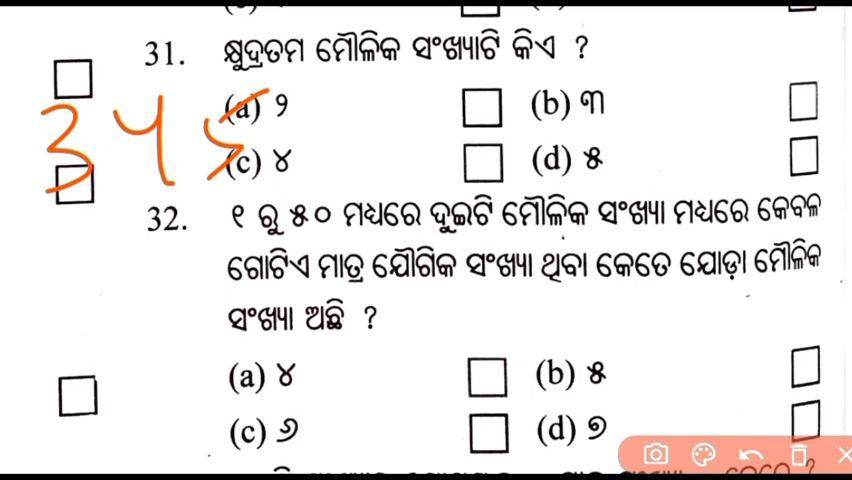 31. କ୍ଷୁଦ୍ରତମ ମୌଳିକ ସଂଖ୍ୟାଟି କିଏ ?
(a) ୨ (b) ୩
3 4 5
(c) ୪ (d) ୫
32. ୧ ରୁ ୫୦ ମଧ୍ୟରେ ଦୁଇଟି ମୌଳିକ ସଂଖ୍ୟା ମଧ୍ୟରେ କେବଳ
ଗୋଟିଏ ମାତ୍ର ଯୌଗିକ ସଂଖ୍ୟା ଥିବା କେତେ ଯୋଡ଼ା ମୌଳିକ
ସଂଖ୍ୟା ଅଛି ?
(a) ୪ (b) ୫
(c) ୬ (d) ୭